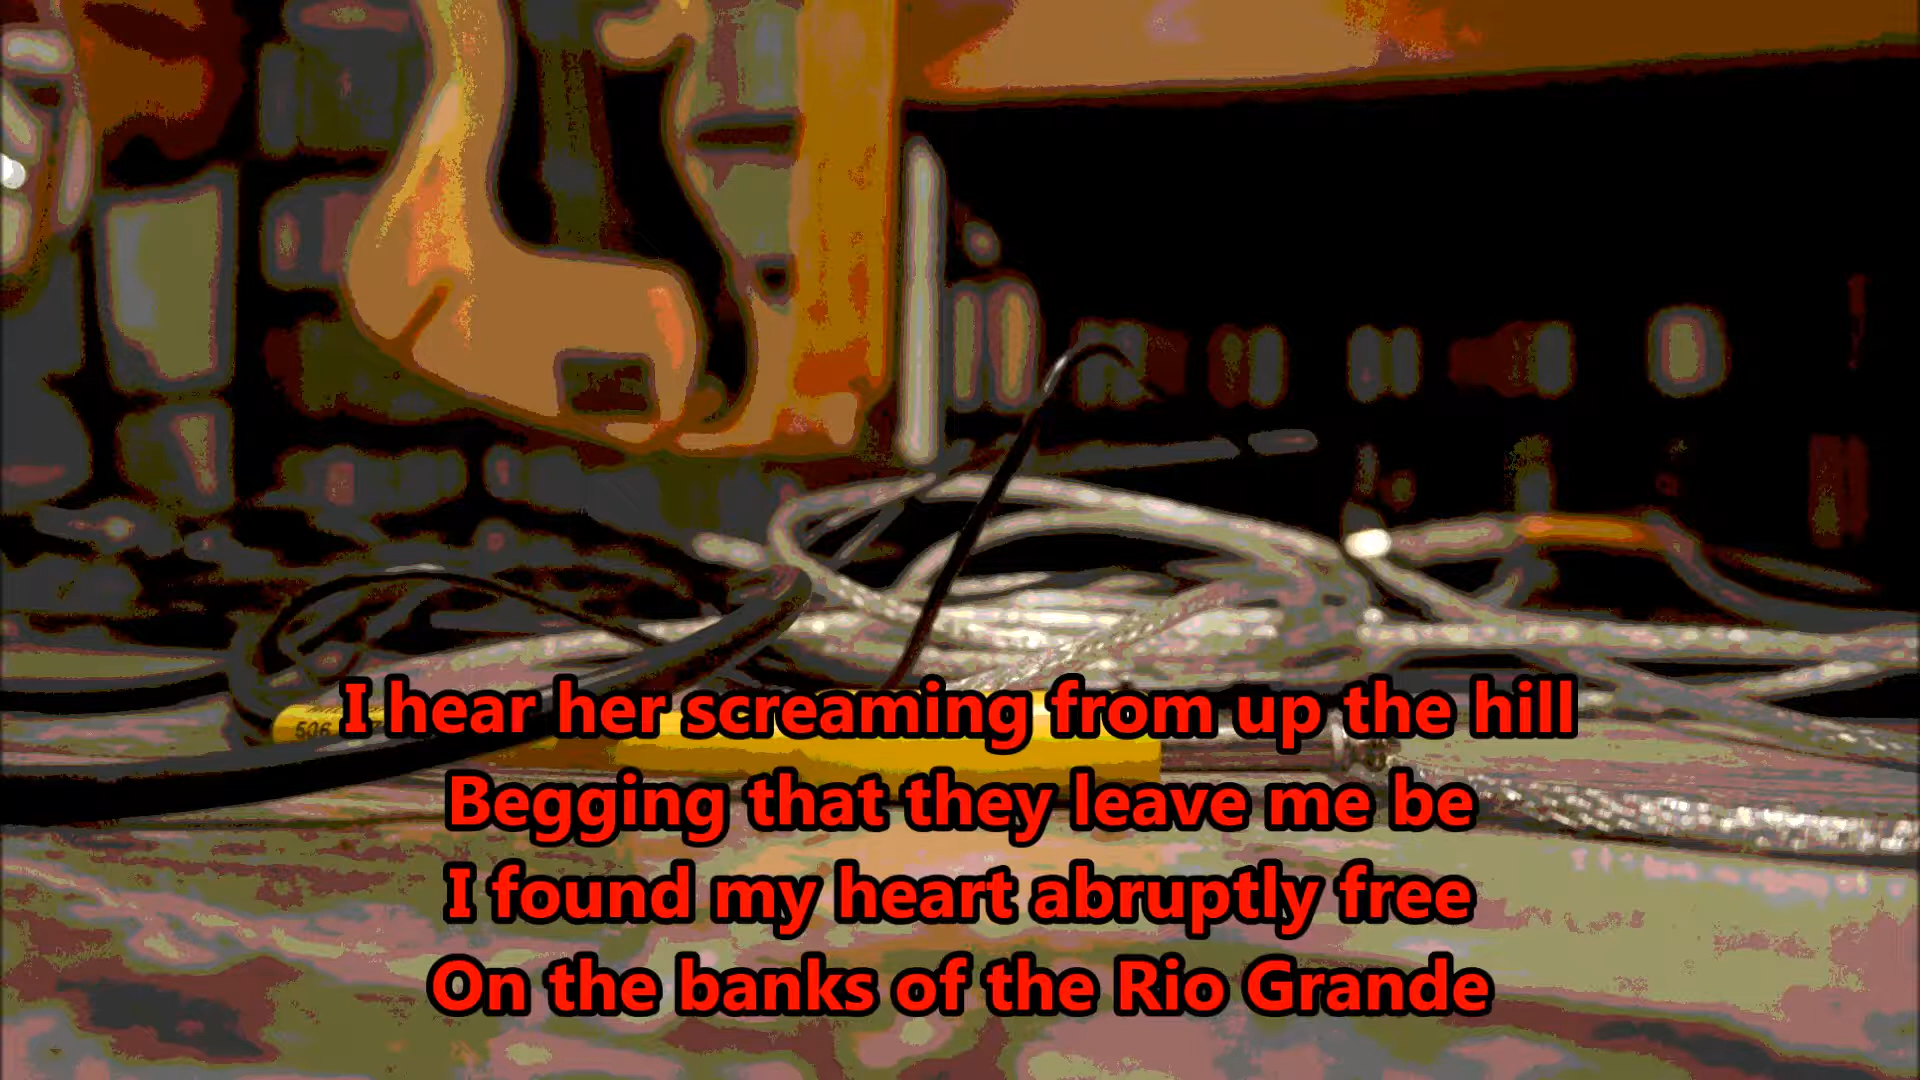 I hear her screaming from up the hill
Begging that they leave me be
I found my heart abruptly free
On the banks of the Rio Grande
506